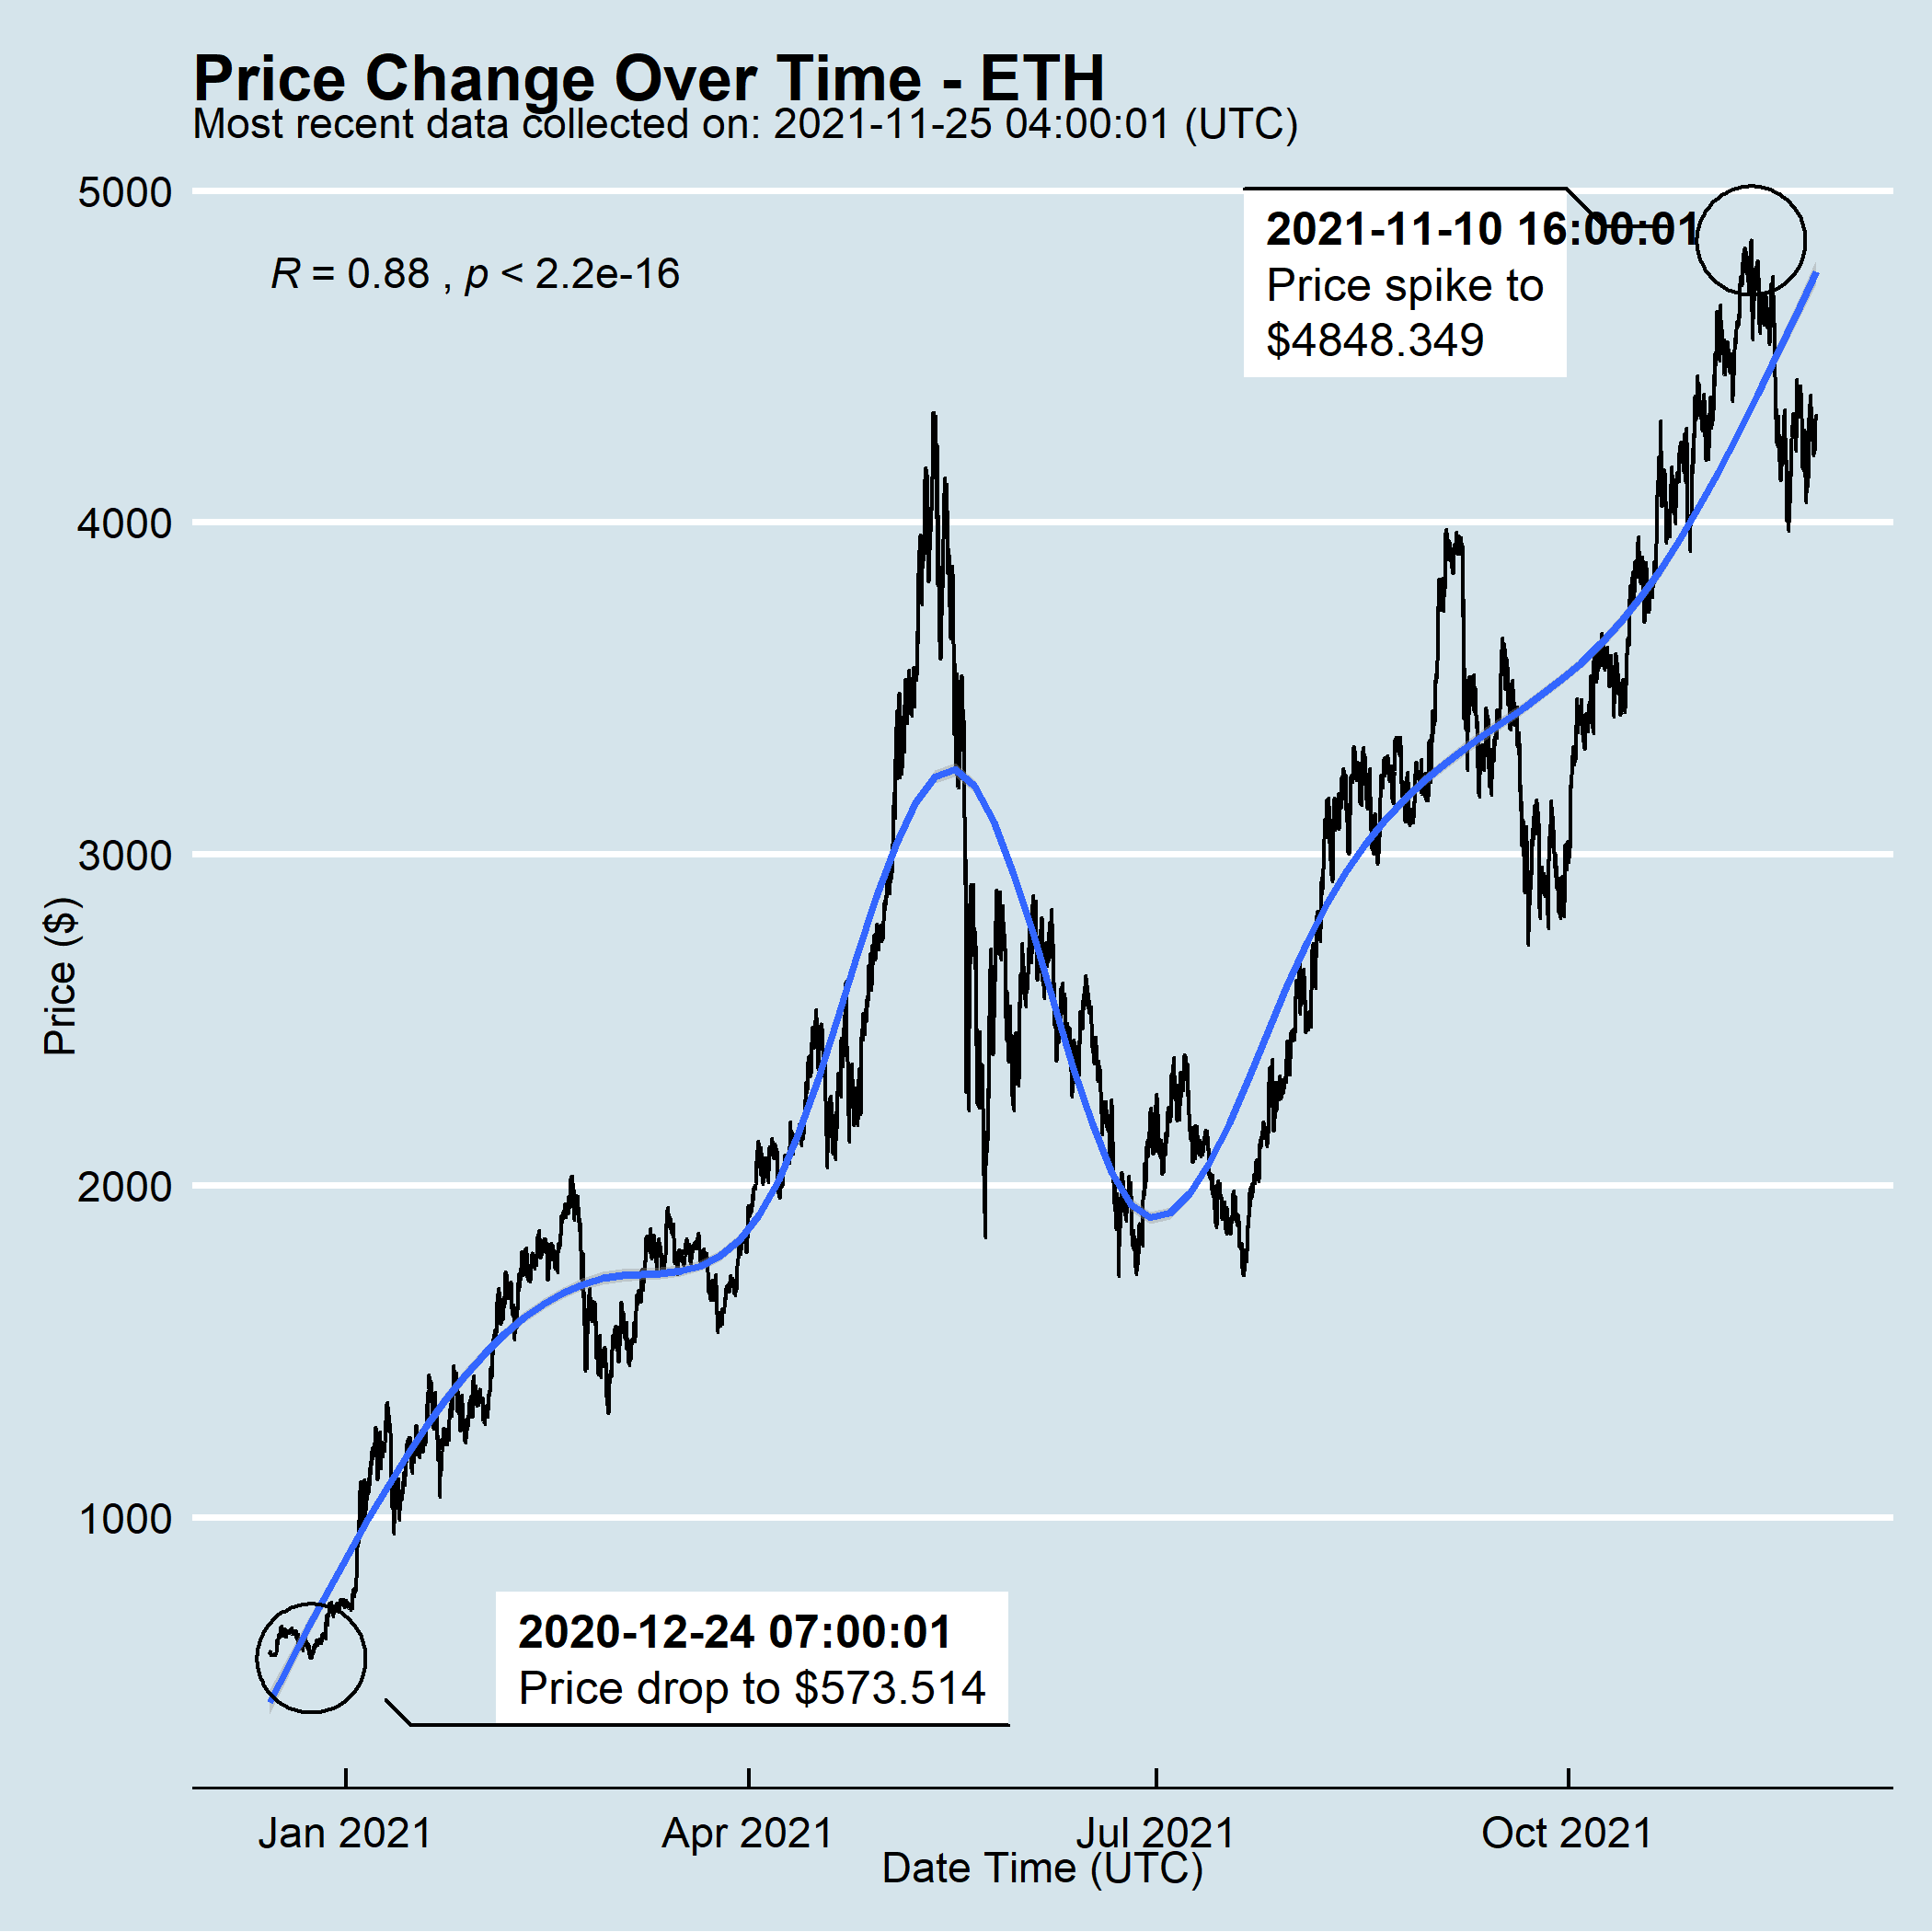 Price Change Over Time - ETH
Most recent data collected on: 2021-11-25 04:00:01 (UTC)
5000
2021-11-10 16:00:01
R = 0.88 , p < 2.2e-16
Price spike to
$4848.349
4000
3000
Price ($)
2000
1000
2020-12-24 07:00:01
Price drop to $573.514
Jan 2021
Apr 2021
Jul 2021
Oct 2021
Date Time (UTC)